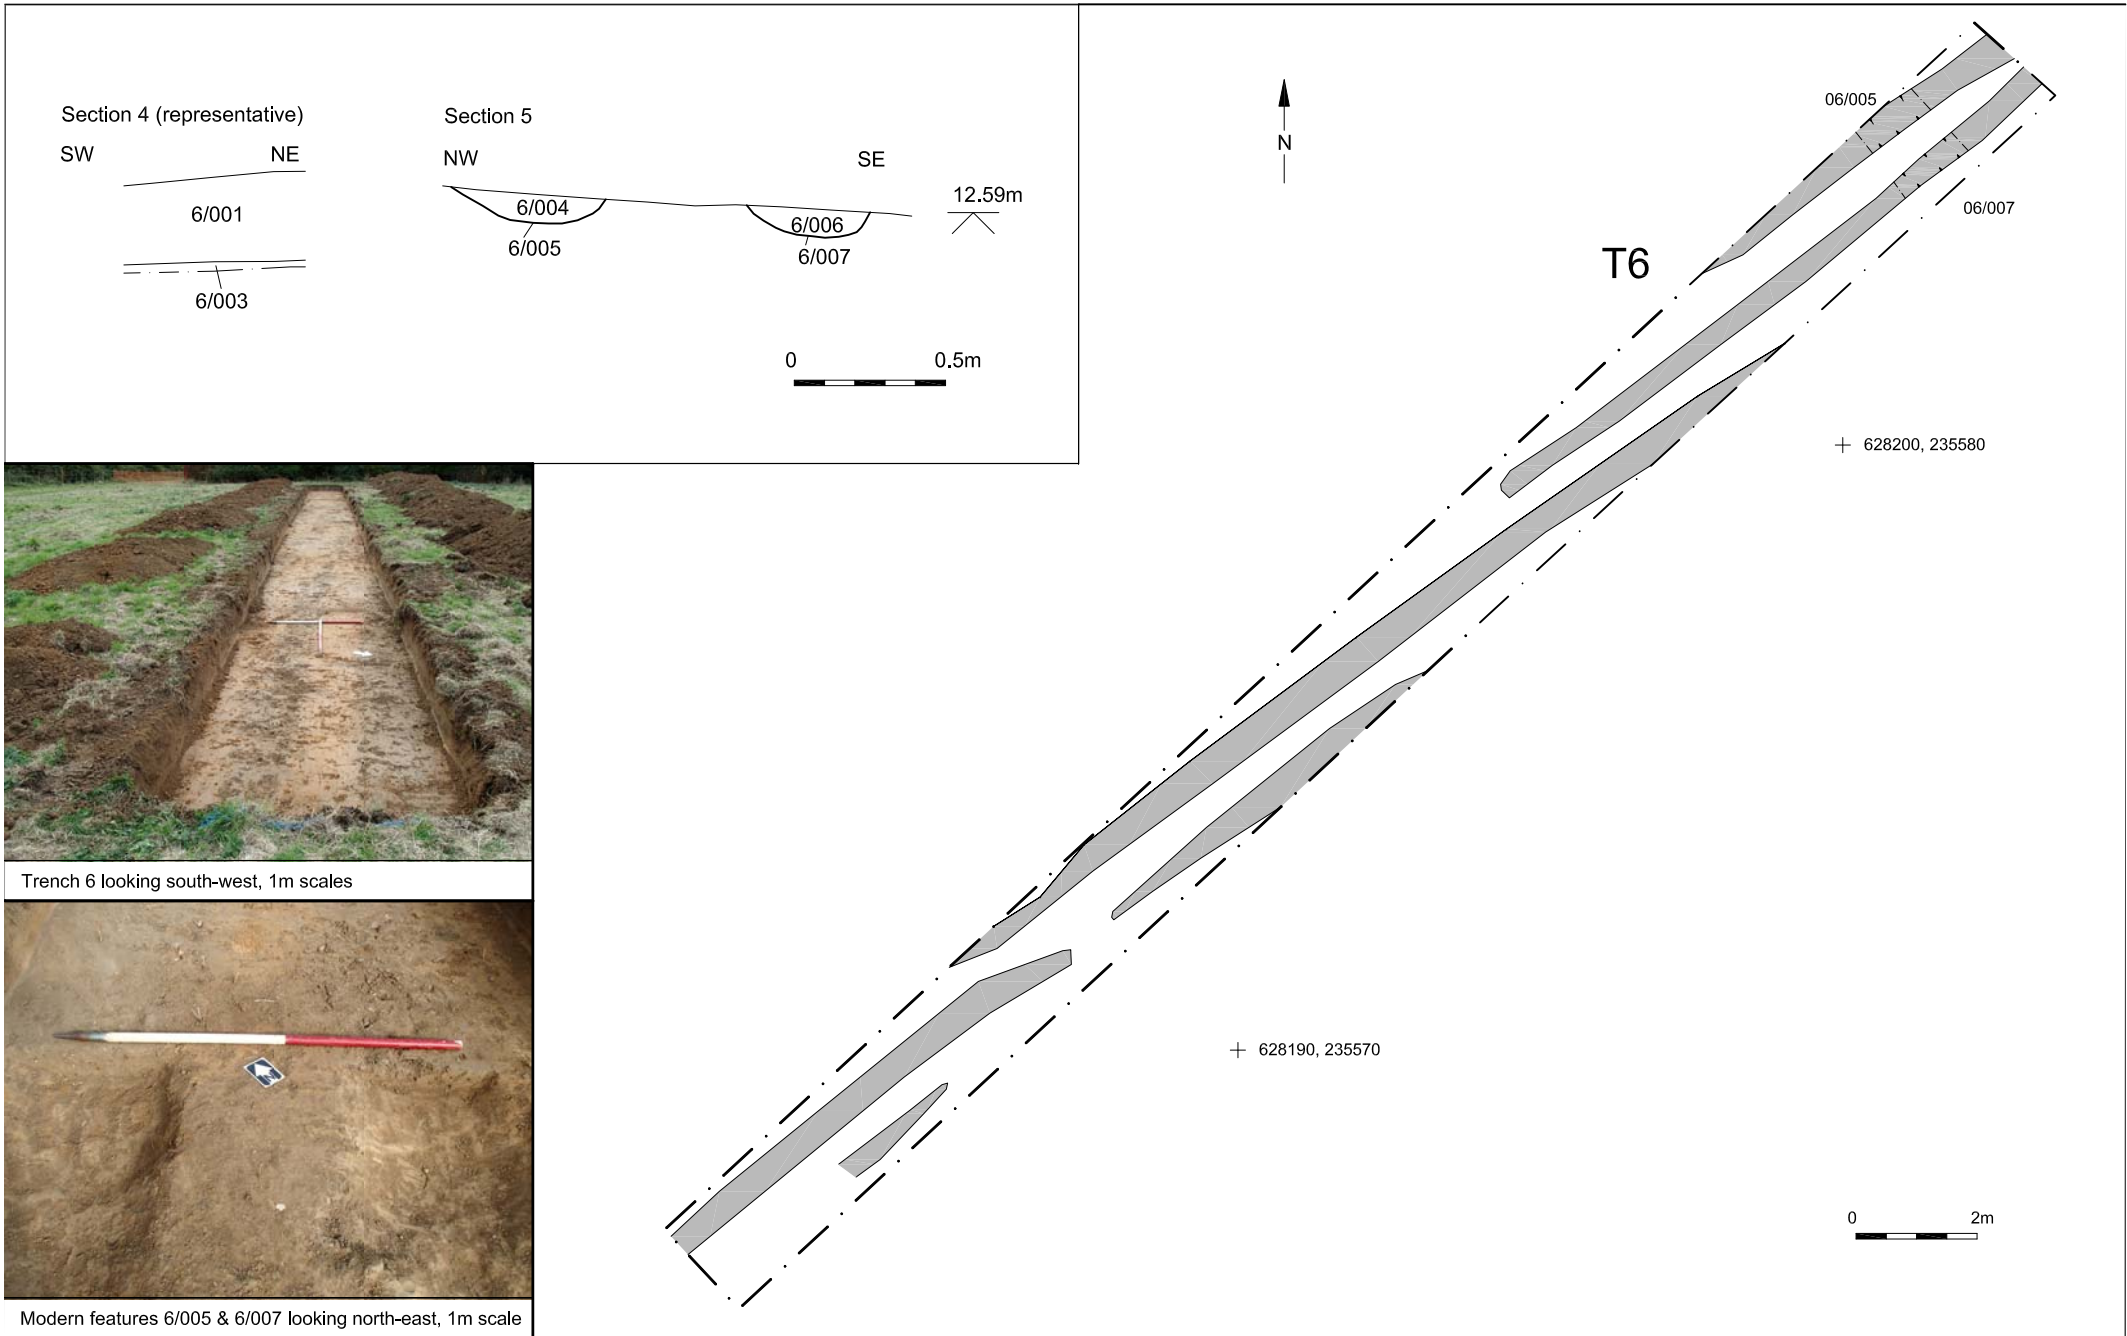 Section 4 (representative)
SW NE
6/001
6/003
Section 5
NW SE
6/004
6/005
6/006
6/007
12.59m
0 0.5m
N
T6
06/005
06/007
628200, 235580
628190, 235570
0 2m
Trench 6 looking south-west, 1m scales
N
Modern features 6/005 & 6/007 looking north-east, 1m scale